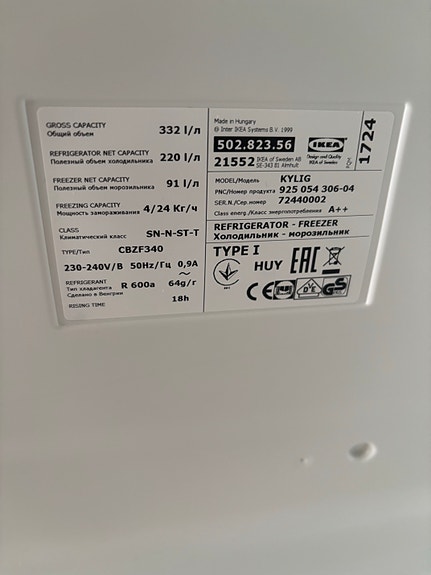 GROSS CAPACITY
Общий объем
332 l/л
REFRIGERATOR NET CAPACITY
Полезный объем холодильника
220 l/л
FREEZER NET CAPACITY
Полезный объем морозильника
91 l/л
FREEZING CAPACITY
Мощность замораживания
4/24 Kг/ч
CLASS
Климатический класс
SN-N-ST-T
TYPE/Тип
CBZF340
230-240V/В 50Hz/Гц 0,9A ~
REFRIGERANT
Тип хладагента
Сделано в Венгрии
R 600a 64g/г
RISING TIME
18h
Made in Hungary
© Inter IKEA Systems B.V. 1999
502.823.56
21552
IKEA of Sweden AB
SE-343 81 Älmhult
IKEA
Design and Quality
IKEA of Sweden
1724
MODEL/Модель KYLIG
PNC/Номер продукта 925 054 306-04
SER.N/Сер.номер 72440002
Class energ./Класс энергопотребления A++
REFRIGERATOR - FREEZER
Холодильник - морозильник
TYPE I
HUY
EAC
CE
VDE
GS